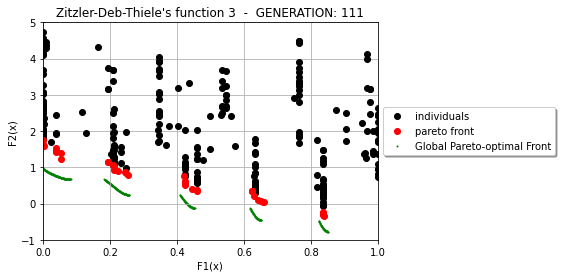 Zitzler-Deb-Thiele's function 3 - GENERATION: 111
F2(x)
5
4
3
2
1
0
−1
0.0 0.2 0.4 0.6 0.8 1.0
F1(x)
individuals
pareto front
Global Pareto-optimal Front